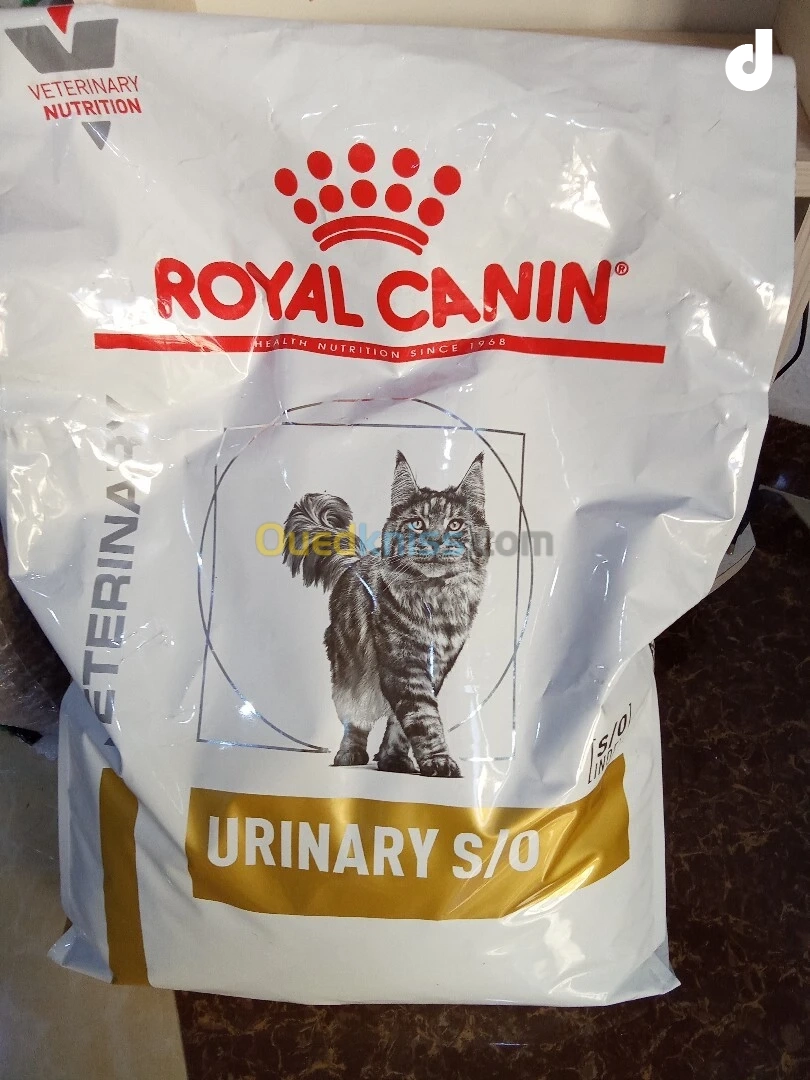 VETERINARY
NUTRITION
d
ROYAL CANIN®
HEALTH NUTRITION SINCE 1968
VETERINARY
Ouedkniss.com
[S/O]
URINARY S/O